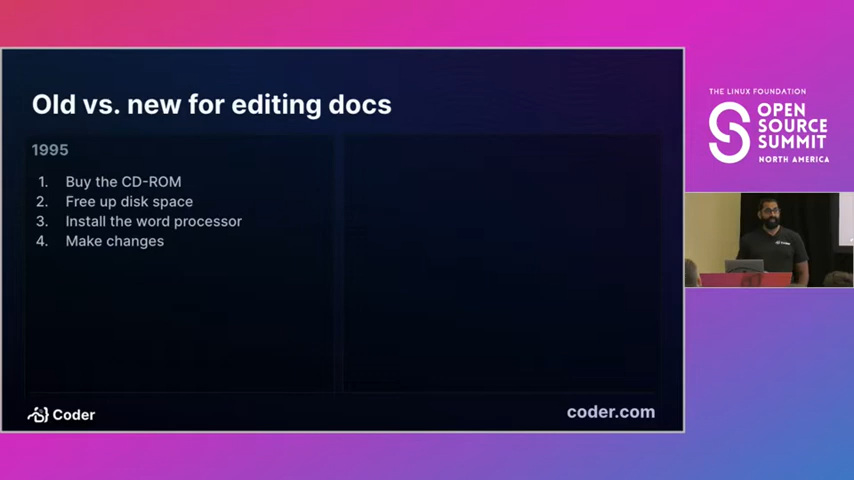 Old vs. new for editing docs
1995
1. Buy the CD-ROM
2. Free up disk space
3. Install the word processor
4. Make changes
Coder
coder.com
THE LINUX FOUNDATION
OPEN
SOURCE
SUMMIT
NORTH AMERICA